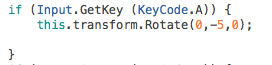 if (Input.GetKey (KeyCode.A)) {
this.transform.Rotate(0,-5,0);
}